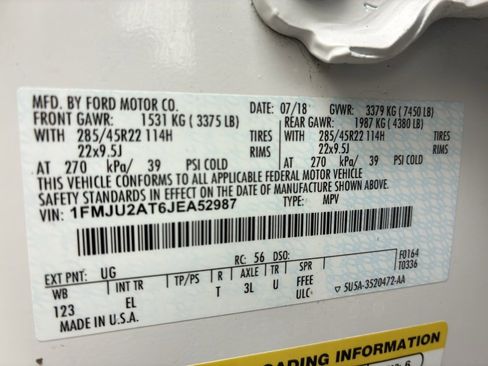 MFD. BY FORD MOTOR CO. DATE: 07/18 GVWR: 3379 KG ( 7450 LB)
FRONT GAWR: 1531 KG ( 3375 LB) REAR GAWR: 1987 KG ( 4380 LB)
WITH 285/45R22 114H TIRES WITH 285/45R22 114H TIRES
22x9.5J 22x9.5J
AT 270 kPa/ 39 PSI COLD AT 270 kPa/ 39 PSI COLD
THIS VEHICLE CONFORMS TO ALL APPLICABLE FEDERAL MOTOR VEHICLE
SAFETY STANDARDS IN EFFECT ON THE DATE OF MANUFACTURE SHOWN ABOVE.
VIN: 1FMJU2AT6JEA52987 TYPE: MPV
F0164
T0336
EXT PNT: UG RC: 56 DSO:
WB INT TR TP/PS R AXLE TR SPR
123 EL T 3L U FFEE
ULC
5U5A-3520472-AA
MADE IN U.S.A.
LOADING INFORMATION